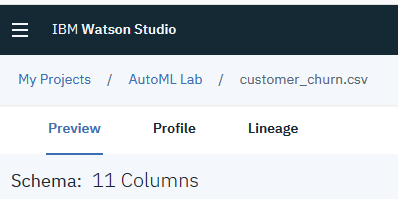 IBM Watson Studio
My Projects / AutoML Lab / customer_churn.csv
Preview Profile Lineage
Schema: 11 Columns